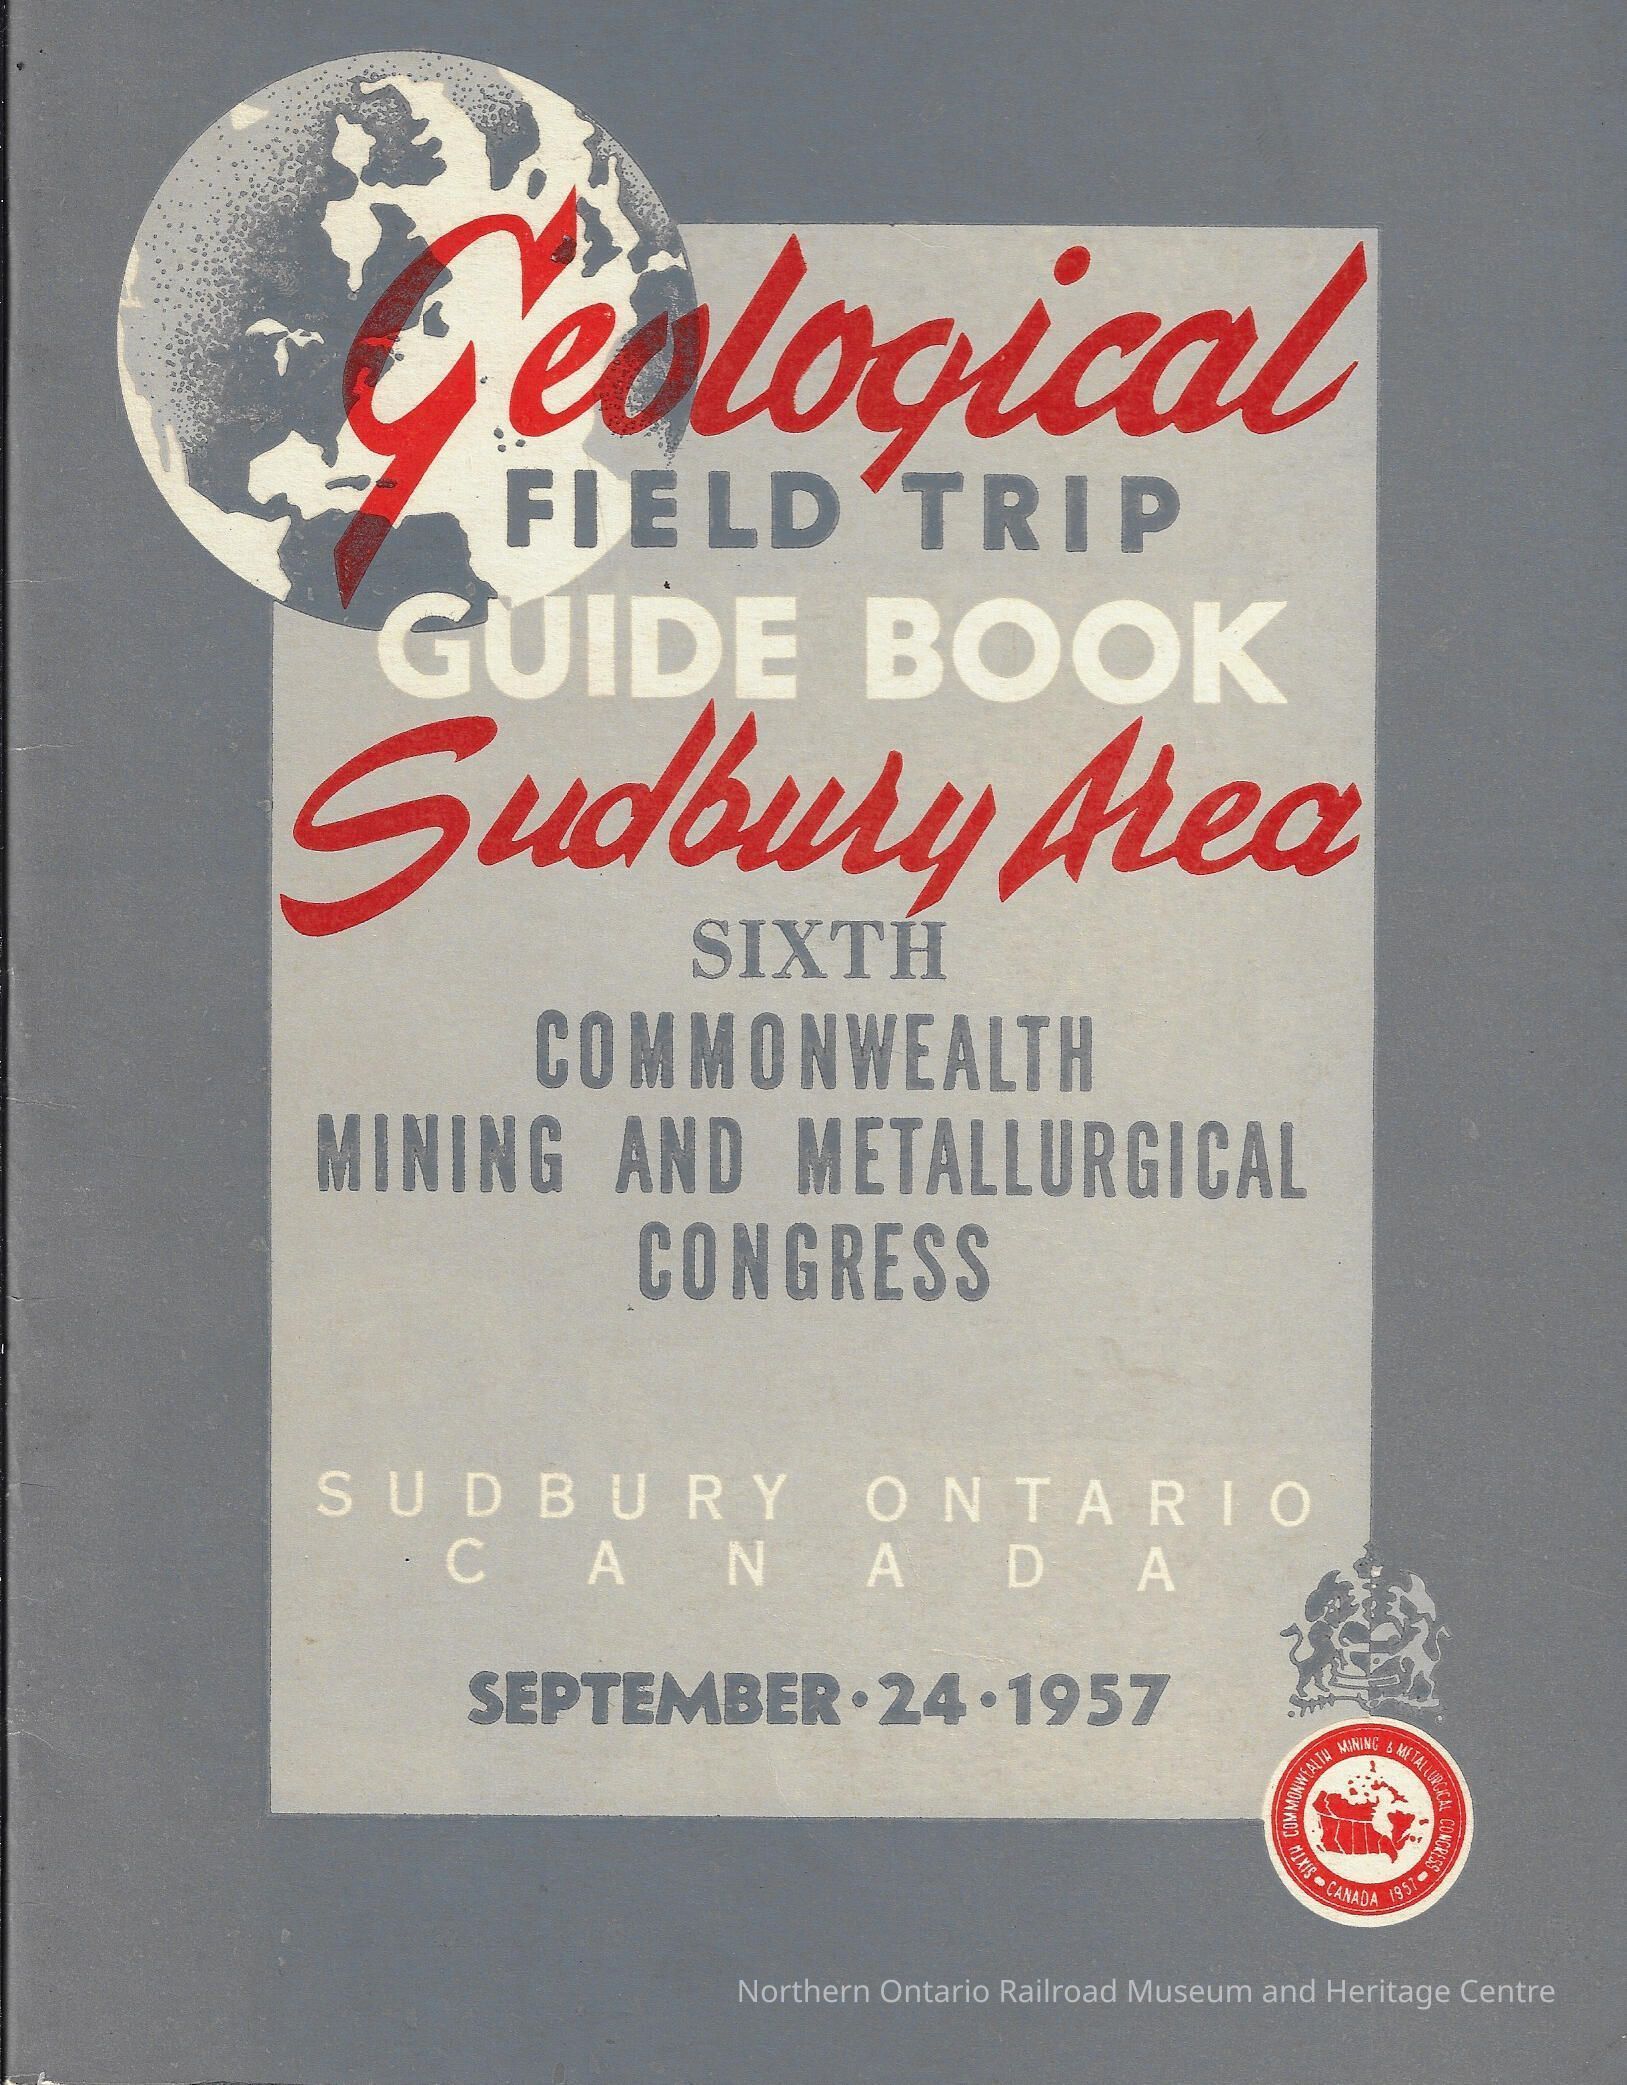 Geological
FIELD TRIP
GUIDE BOOK
Sudbury Area
SIXTH
COMMONWEALTH
MINING AND METALLURGICAL
CONGRESS
SUDBURY ONTARIO
CANADA
SEPTEMBER·24·1957
SIXTH COMMONWEALTH MINING & METALLURGICAL CONGRESS
CANADA 1957
Northern Ontario Railroad Museum and Heritage Centre